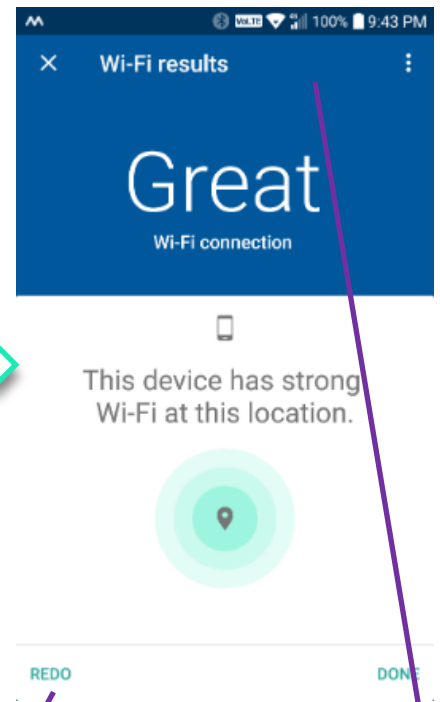 VoLTE 100% 9:43 PM
Wi-Fi results
Great
Wi-Fi connection
This device has strong
Wi-Fi at this location.
REDO DONE